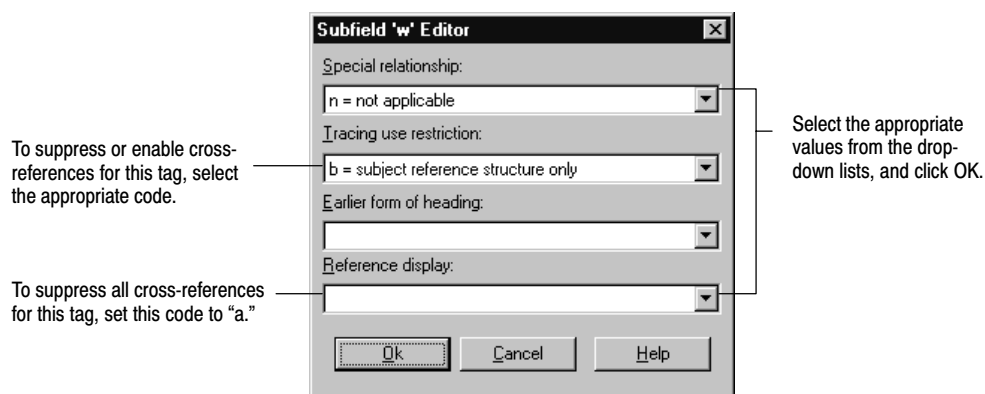 Subfield 'w' Editor
Special relationship:
n = not applicable
Tracing use restriction:
b = subject reference structure only
Earlier form of heading:
Reference display:
Ok Cancel Help
To suppress or enable cross-
references for this tag, select
the appropriate code.
To suppress all cross-references
for this tag, set this code to “a.”
Select the appropriate
values from the drop-
down lists, and click OK.